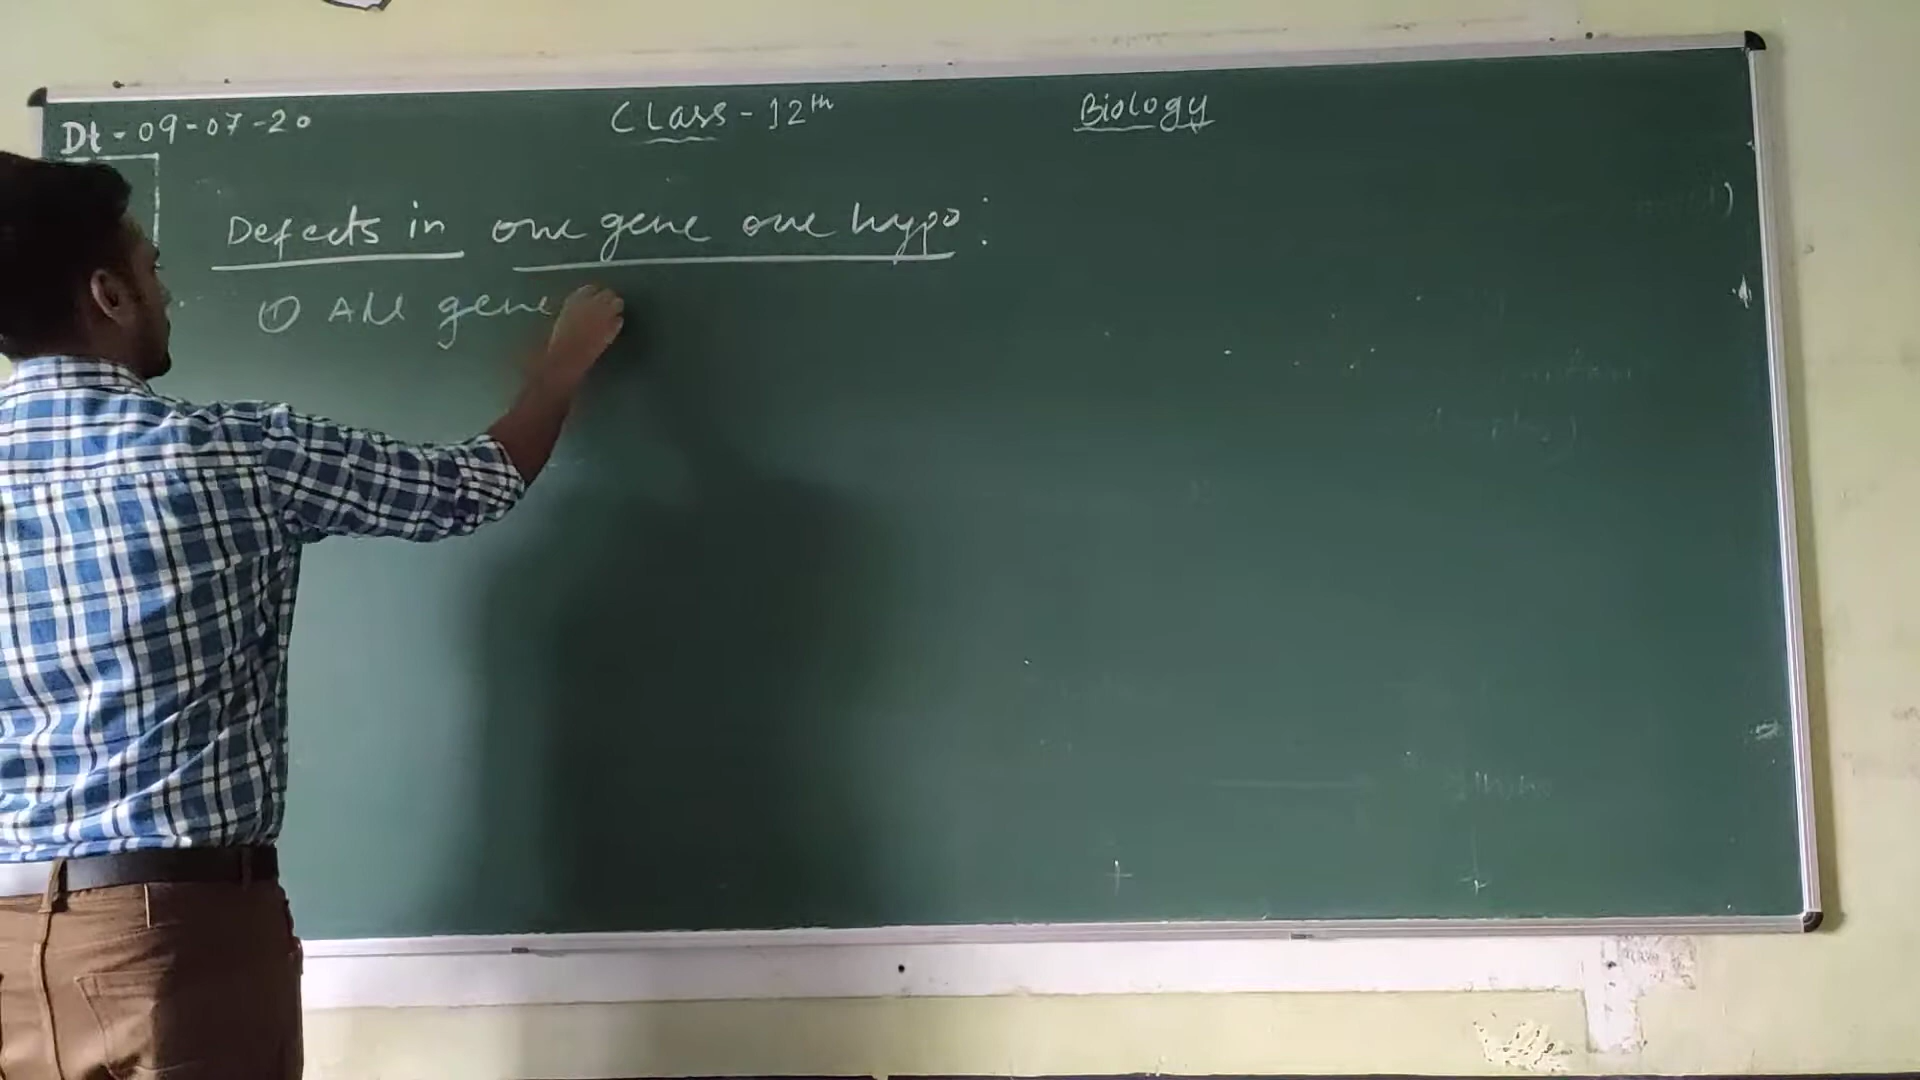 Dt - 09-07-20 Class - 12th Biology
Defects in one gene one hypo:
① All gene